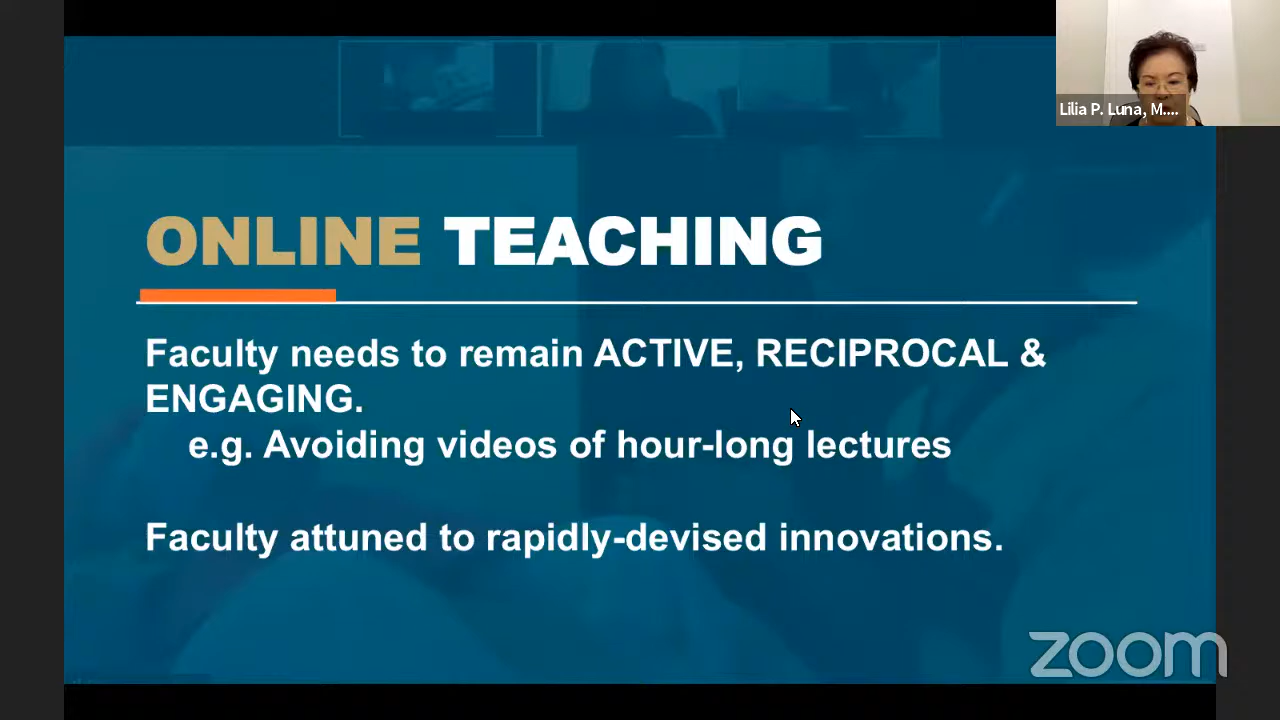 Lilia P. Luna, M....
ONLINE TEACHING
Faculty needs to remain ACTIVE, RECIPROCAL &
ENGAGING.
e.g. Avoiding videos of hour-long lectures
Faculty attuned to rapidly-devised innovations.
zoom